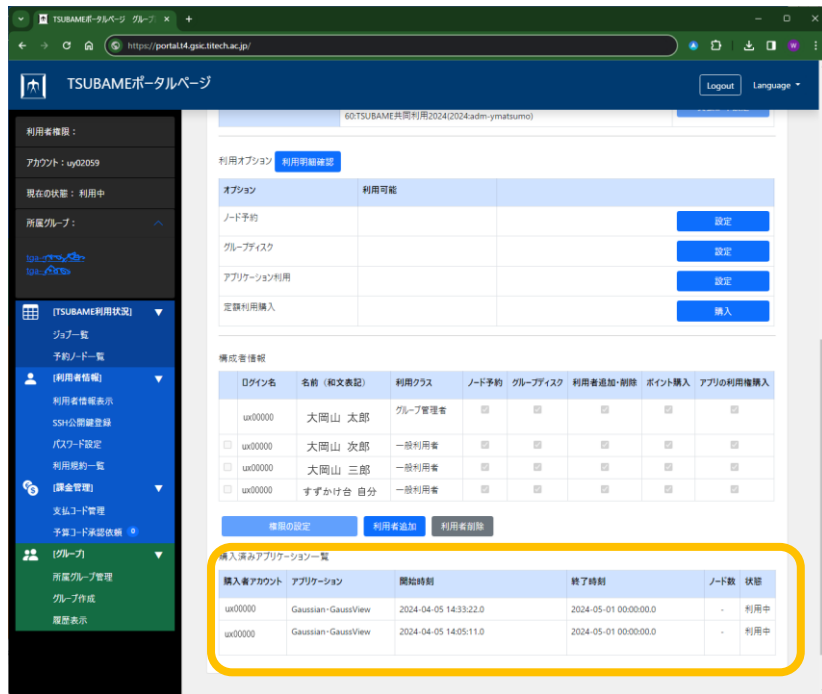 TSUBAMEポータルページ グルー
https://portal.t4.gsic.titech.ac.jp/
TSUBAMEポータルページ
Logout
Language
利用者権限：
アカウント：uy02059
現在の状態： 利用中
所属グループ：
tga-
tga-
[TSUBAME利用状況]
ジョブ一覧
予約ノード一覧
[利用者情報]
利用者情報表示
SSH公開鍵登録
パスワード設定
利用規約一覧
[課金管理]
支払コード管理
予算コード承認依頼 0
[グループ]
所属グループ管理
グループ作成
履歴表示
60:TSUBAME共同利用2024(2024:adm-ymatsumo)
利用オプション 利用明細確認
オプション 利用可能
ノード予約 設定
グループディスク 設定
アプリケーション利用 設定
定額利用購入 購入
構成者情報
ログイン名 名前（和文表記） 利用クラス ノード予約 グループディスク 利用者追加・削除 ポイント購入 アプリの利用権購入
ux00000 大岡山 太郎 グループ管理者
ux00000 大岡山 次郎 一般利用者
ux00000 大岡山 三郎 一般利用者
ux00000 すずかけ台 自分 一般利用者
権限の設定 利用者追加 利用者削除
購入済みアプリケーション一覧
購入者アカウント アプリケーション 開始時刻 終了時刻 ノード数 状態
ux00000 Gaussian-GaussView 2024-04-05 14:33:22.0 2024-05-01 00:00:00.0 - 利用中
ux00000 Gaussian-GaussView 2024-04-05 14:05:11.0 2024-05-01 00:00:00.0 - 利用中